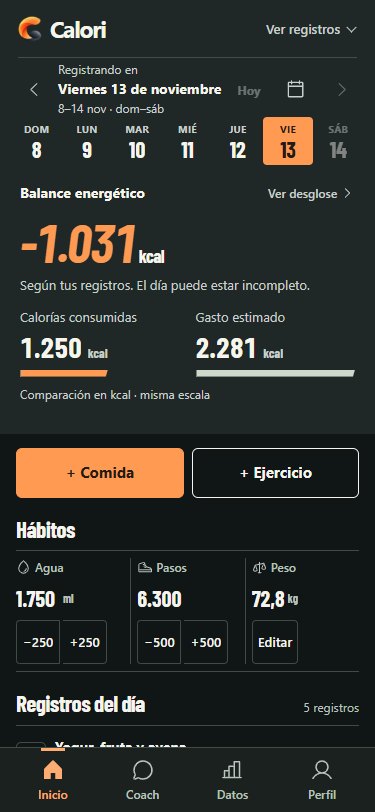 Calori
Ver registros
Registrando en
Viernes 13 de noviembre
Hoy
8–14 nov · dom–sáb
DOM LUN MAR MIÉ JUE VIE SÁB
8 9 10 11 12 13 14
Balance energético
Ver desglose
-1.031 kcal
Según tus registros. El día puede estar incompleto.
Calorías consumidas
Gasto estimado
1.250 kcal
2.281 kcal
Comparación en kcal · misma escala
+ Comida
+ Ejercicio
Hábitos
Agua
Pasos
Peso
1.750 ml
6.300
72,8 kg
−250 +250
−500 +500
Editar
Registros del día
5 registros
Yogur, fruta y avena
Inicio
Coach
Datos
Perfil